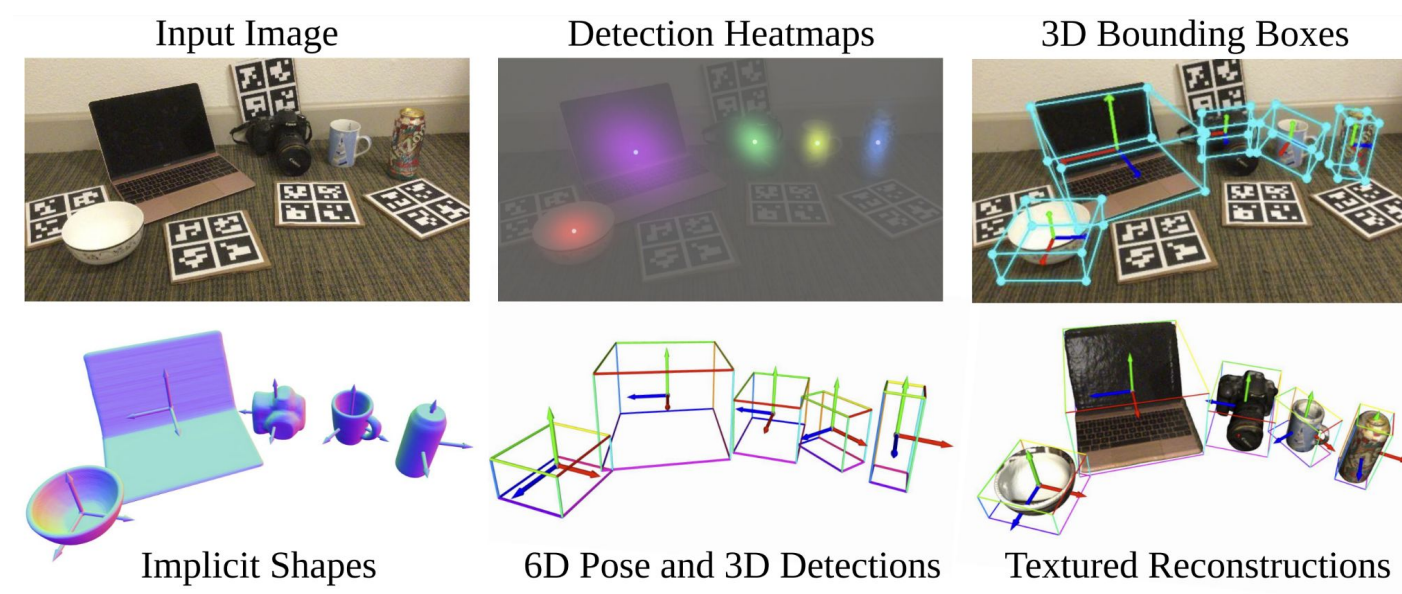 Input Image
Detection Heatmaps
3D Bounding Boxes
Implicit Shapes
6D Pose and 3D Detections
Textured Reconstructions